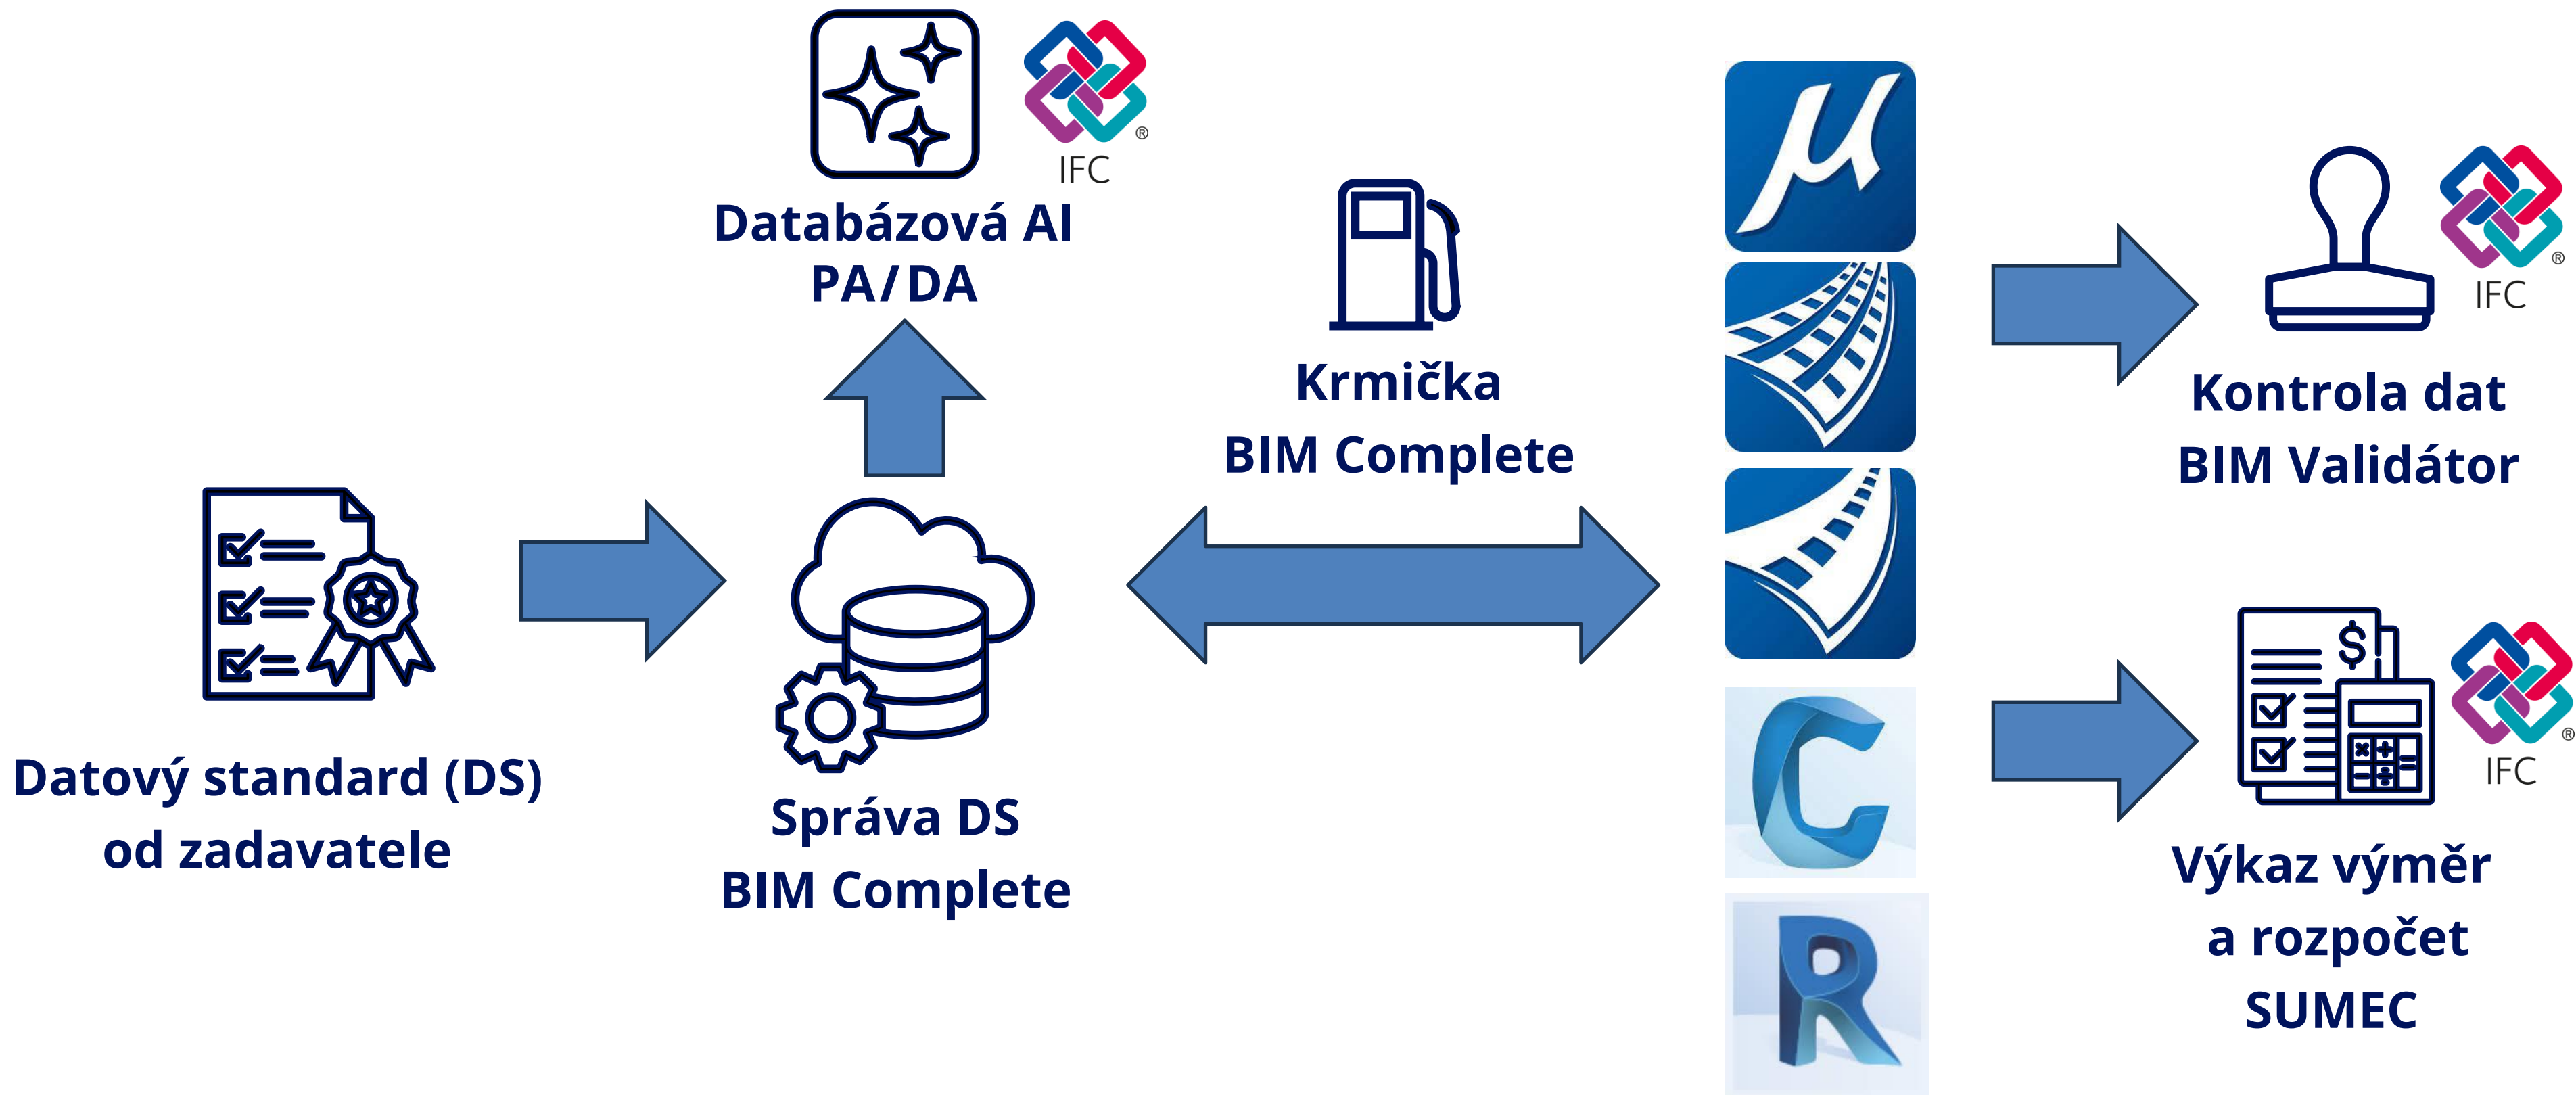 IFC
®
Databázová AI
PA/DA
Krmička
BIM Complete
µ
IFC
®
Kontrola dat
BIM Validátor
Datový standard (DS)
od zadavatele
Správa DS
BIM Complete
C
R
$
IFC
®
Výkaz výměr
a rozpočet
SUMEC